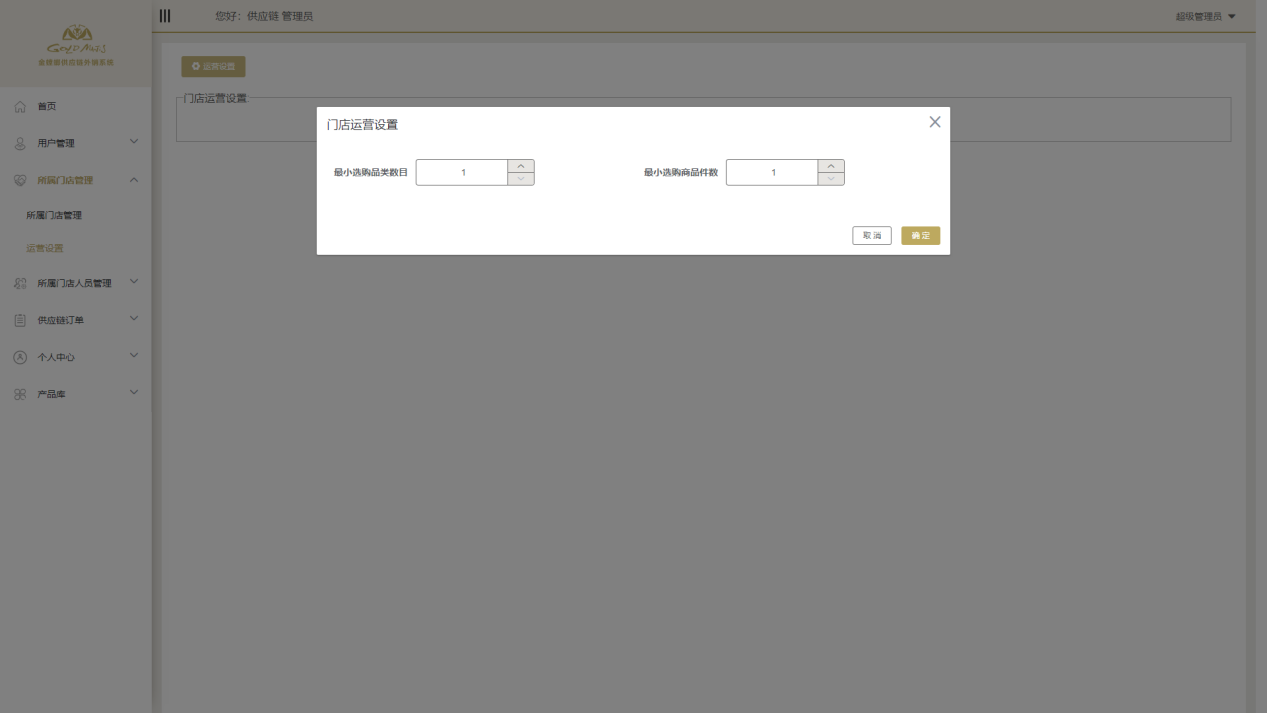 您好：供应链 管理员
超级管理员
首页
用户管理
所属门店管理
所属门店管理
运营设置
所属门店人员管理
供应链订单
个人中心
产品库
运营设置
门店运营设置
门店运营设置
最小选购品类数目 1
最小选购商品件数 1
取消 确定